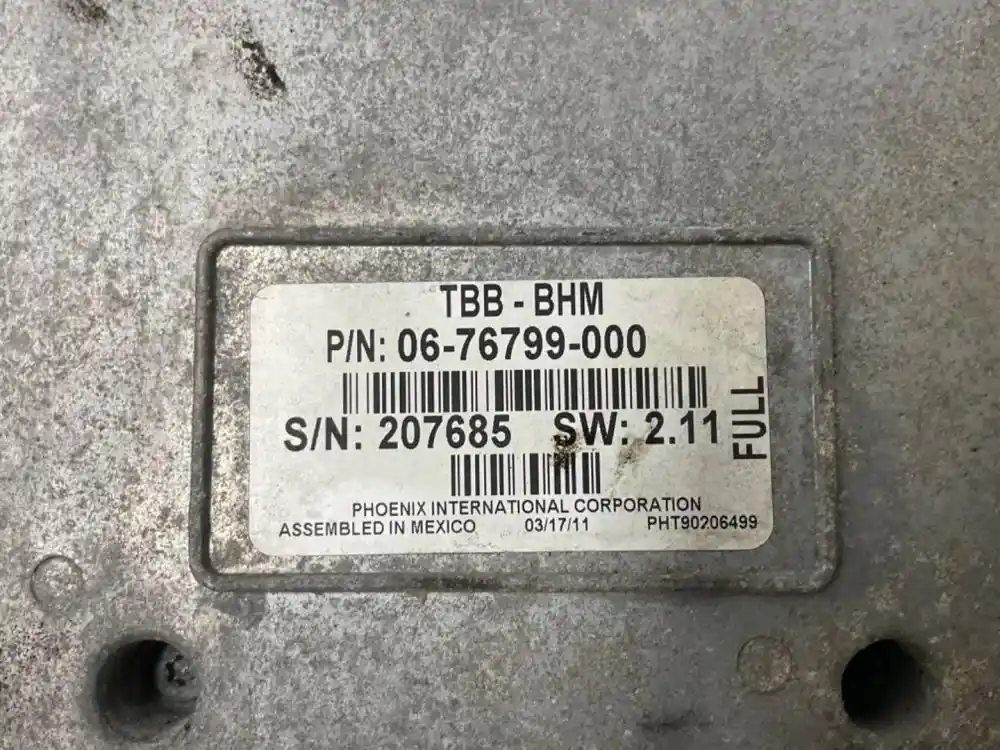 TBB - BHM
P/N: 06-76799-000
S/N: 207685 SW: 2.11
FULL
PHOENIX INTERNATIONAL CORPORATION
ASSEMBLED IN MEXICO 03/17/11 PHT90206499